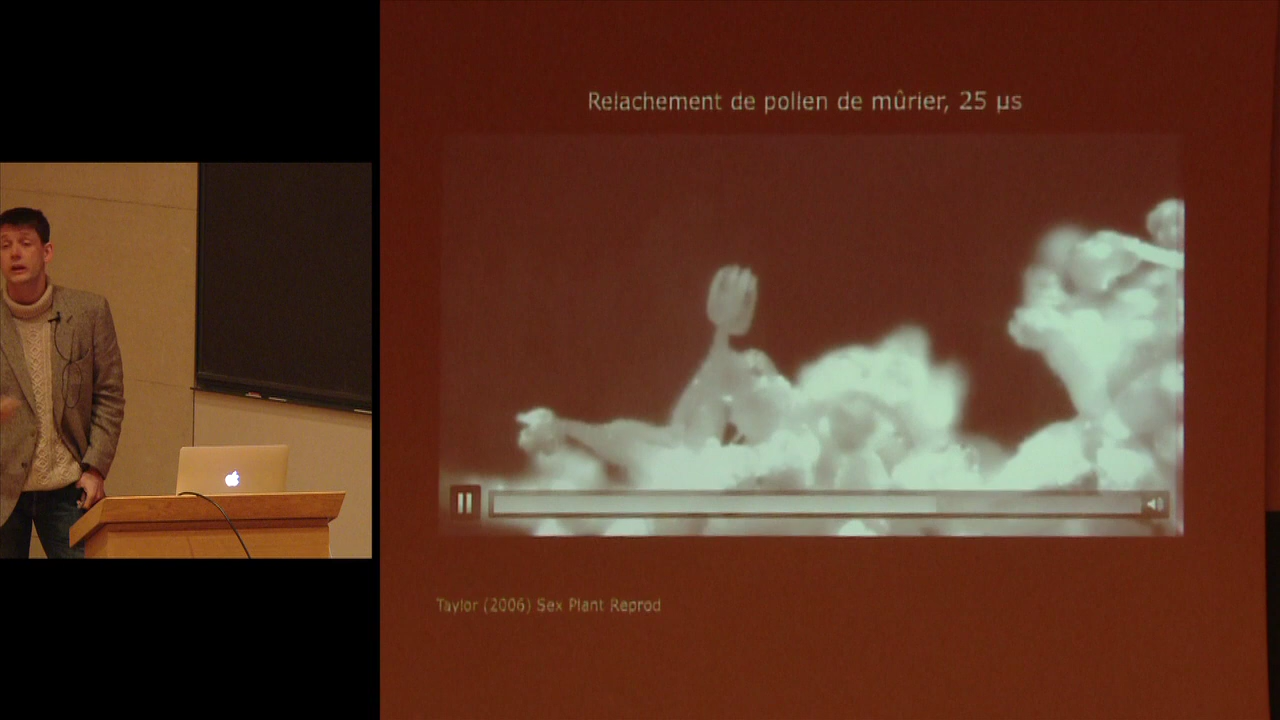 Relachement de pollen de mûrier, 25 µs
Taylor (2006) Sex Plant Reprod